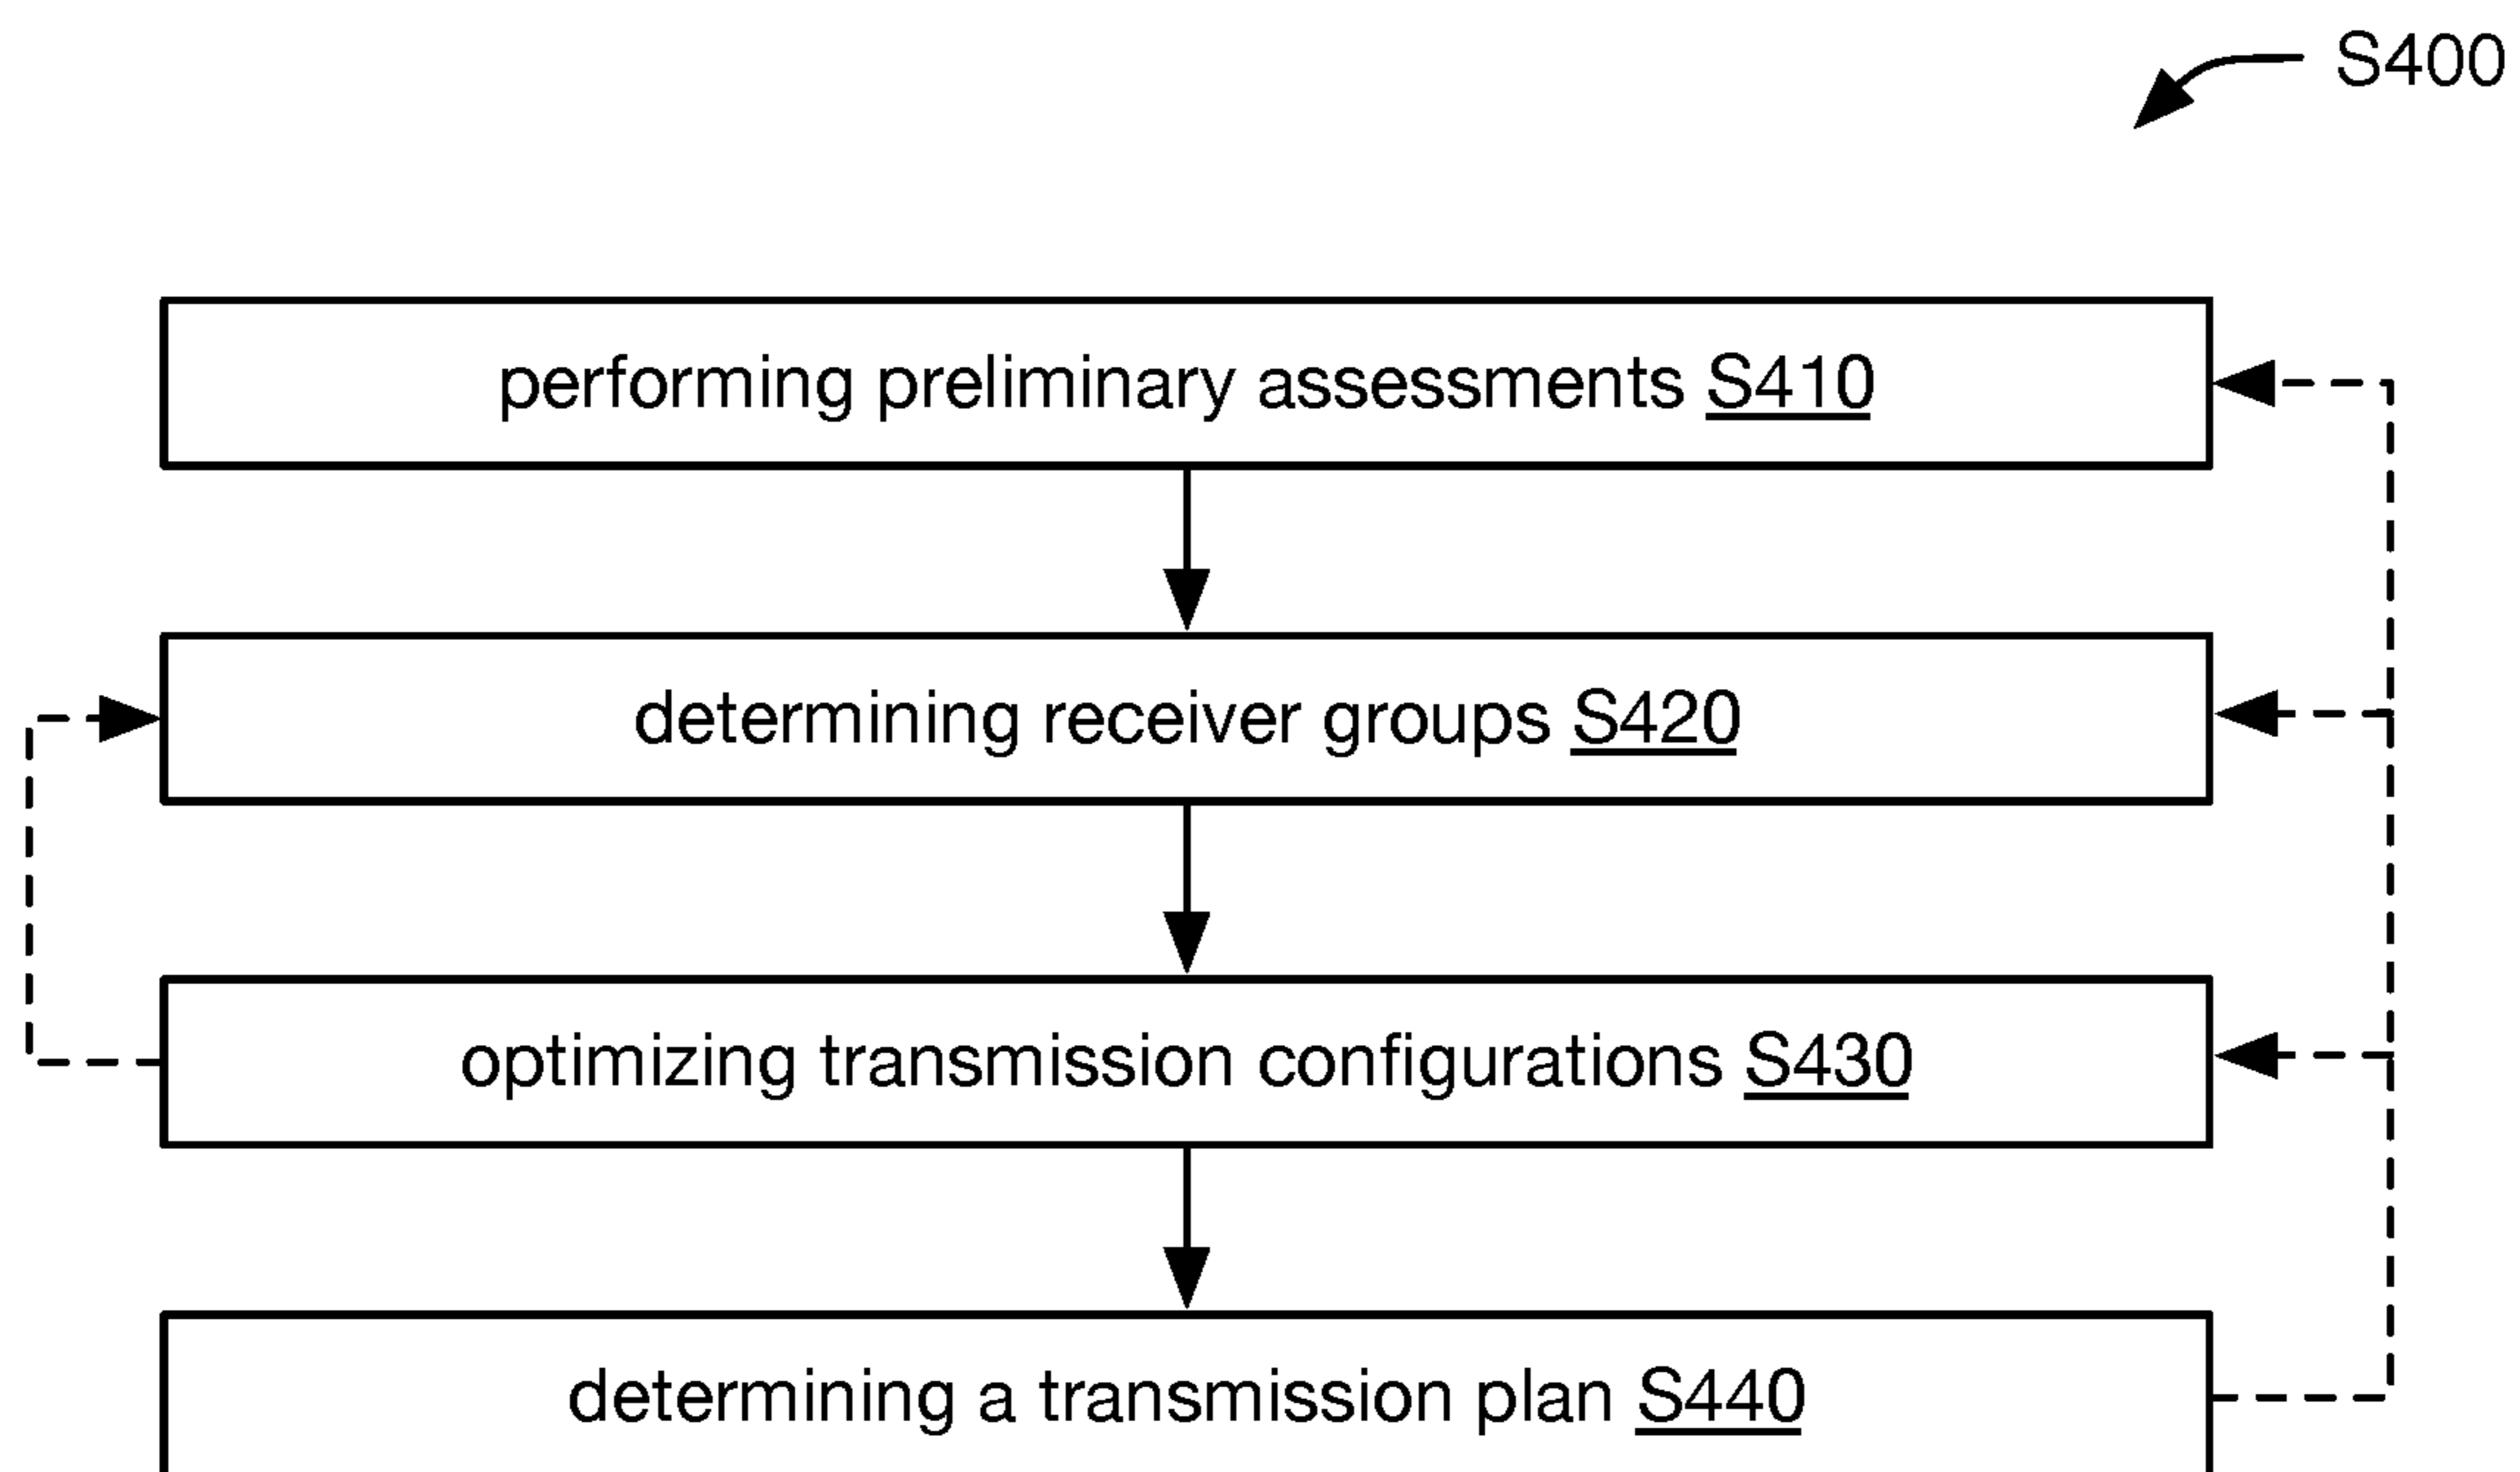 S400
performing preliminary assessments S410
determining receiver groups S420
optimizing transmission configurations S430
determining a transmission plan S440